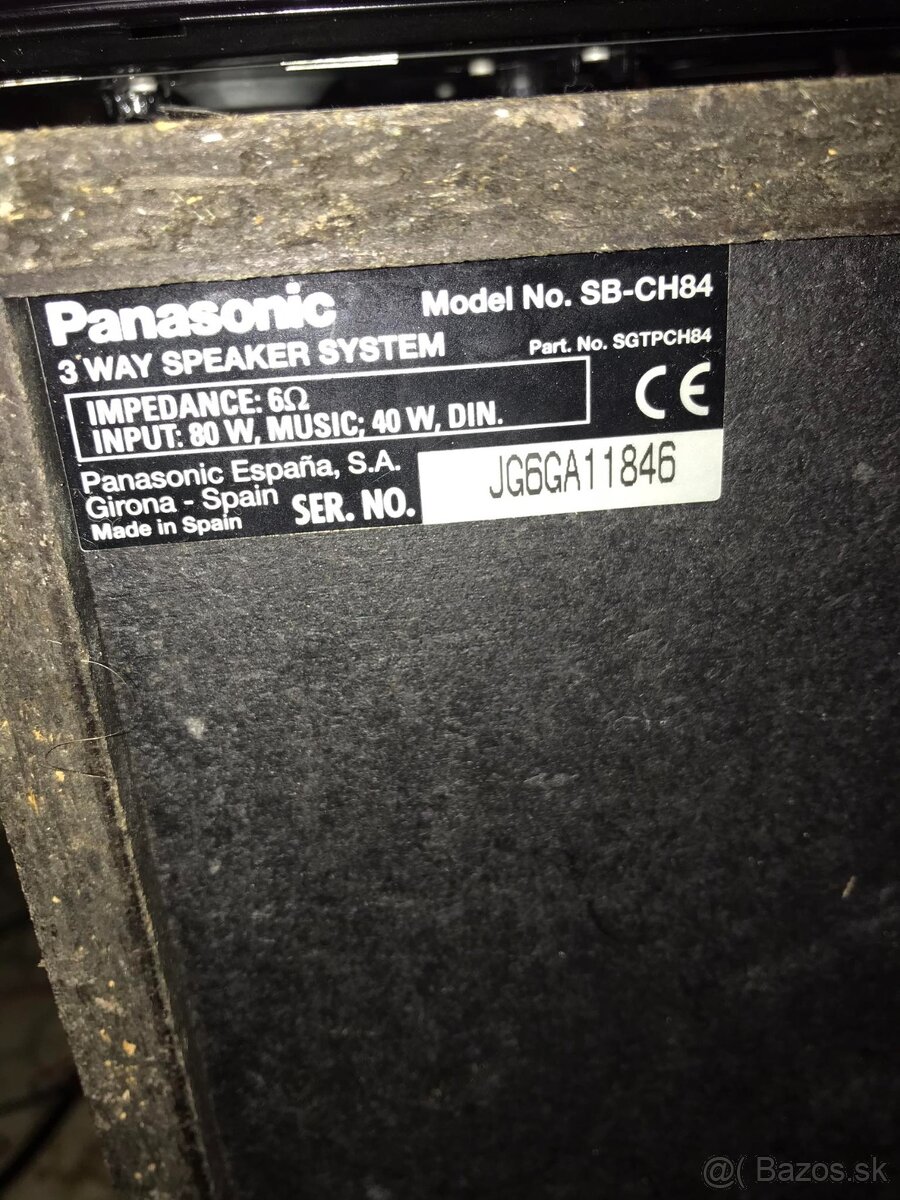 Panasonic
Model No. SB-CH84
3 WAY SPEAKER SYSTEM
Part. No. SGTPCH84
IMPEDANCE: 6Ω
INPUT: 80 W, MUSIC; 40 W, DIN.
CE
Panasonic España, S.A.
Girona - Spain
Made in Spain
SER. NO.
JG6GA11846
@( Bazos.sk